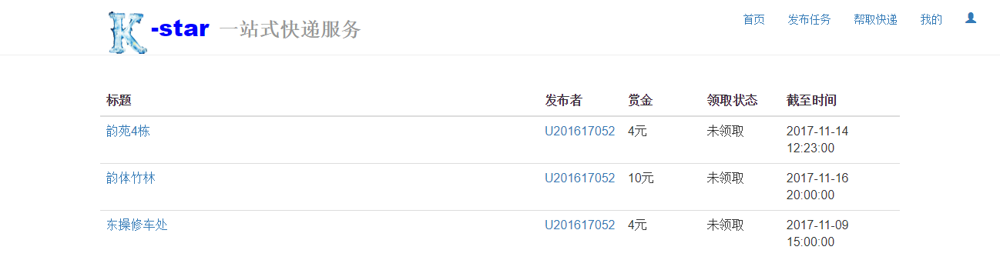 K-star 一站式快递服务
首页 发布任务 帮取快递 我的
标题 发布者 赏金 领取状态 截至时间
韵苑4栋 U201617052 4元 未领取 2017-11-14
12:23:00
韵体竹林 U201617052 10元 未领取 2017-11-16
20:00:00
东操修车处 U201617052 4元 未领取 2017-11-09
15:00:00